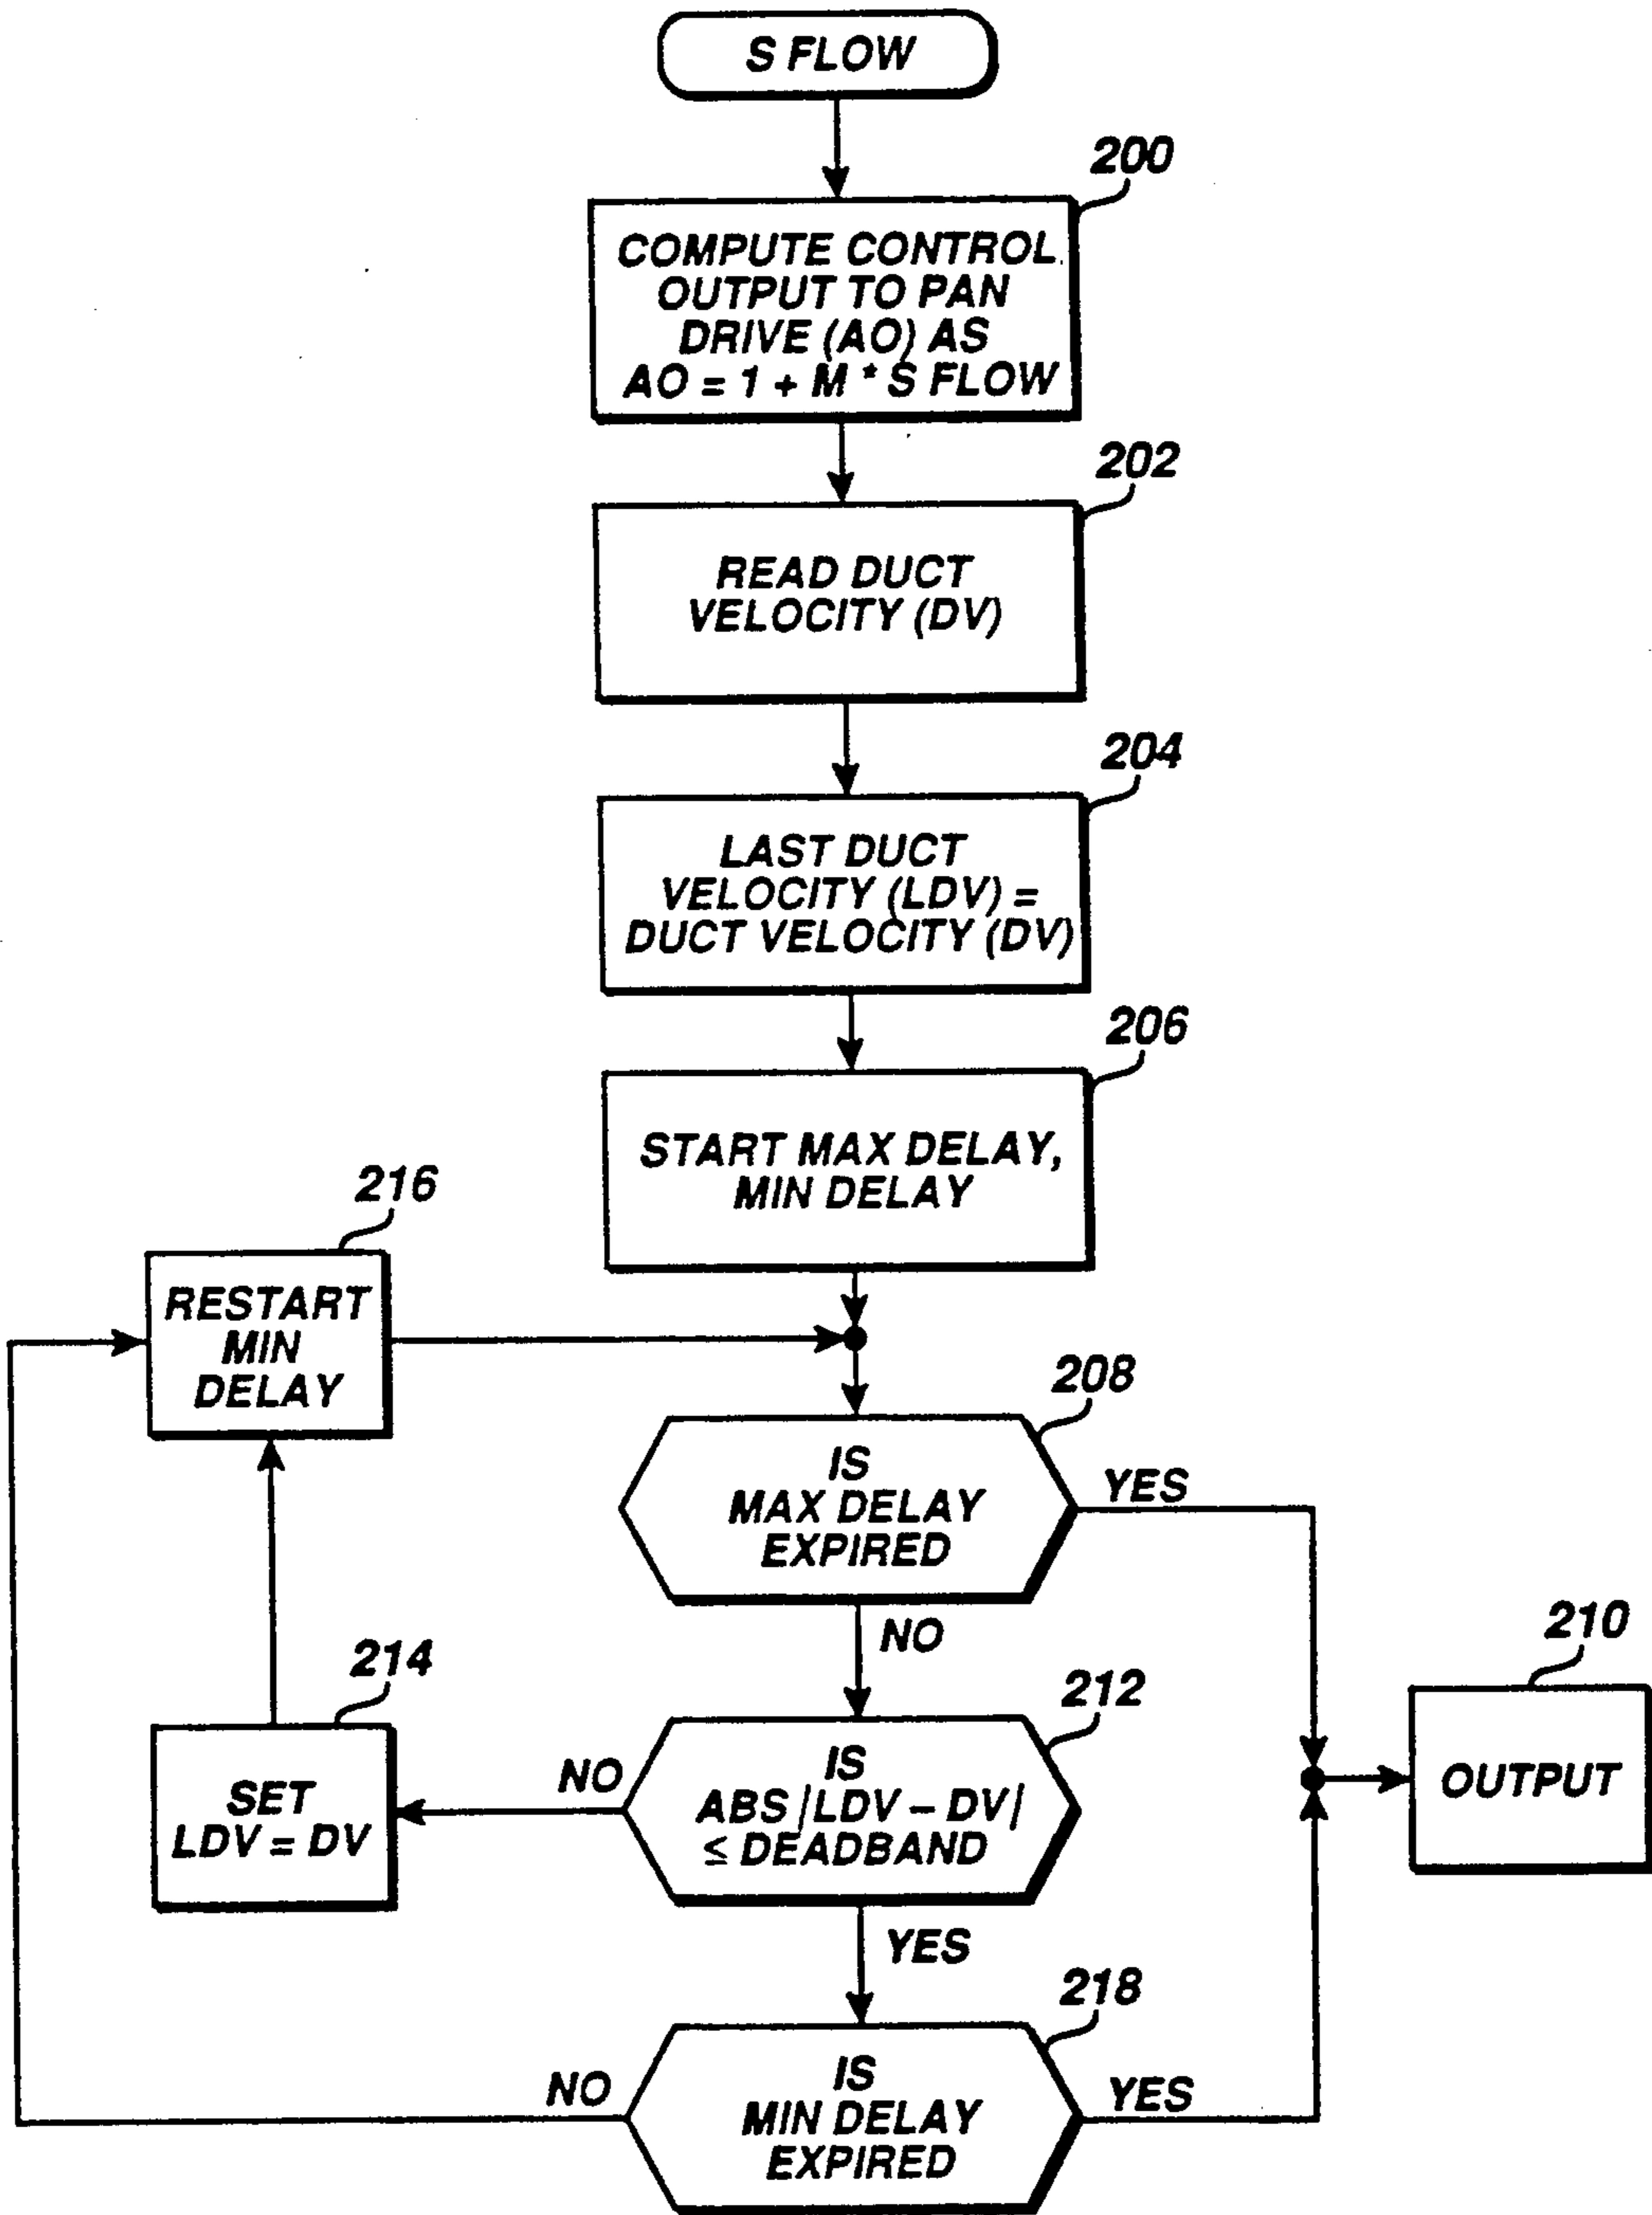 S FLOW
200
COMPUTE CONTROL
OUTPUT TO PAN
DRIVE (AO) AS
AO = 1 + M * S FLOW
202
READ DUCT
VELOCITY (DV)
204
LAST DUCT
VELOCITY (LDV) =
DUCT VELOCITY (DV)
206
START MAX DELAY,
MIN DELAY
216
RESTART
MIN
DELAY
208
IS
MAX DELAY
EXPIRED
YES
NO
210
OUTPUT
214
SET
LDV = DV
212
NO
IS
ABS |LDV – DV|
≤ DEADBAND
YES
218
NO
IS
MIN DELAY
EXPIRED
YES